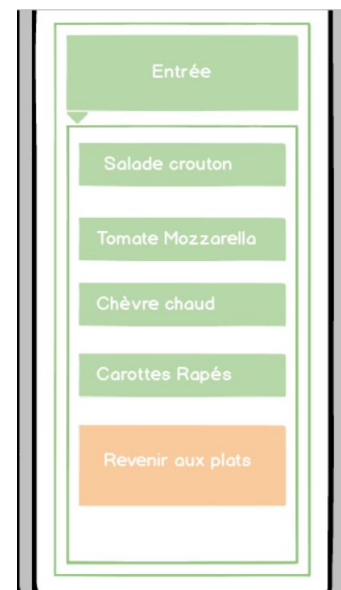 Entrée
Salade crouton
Tomate Mozzarella
Chèvre chaud
Carottes Rapés
Revenir aux plats